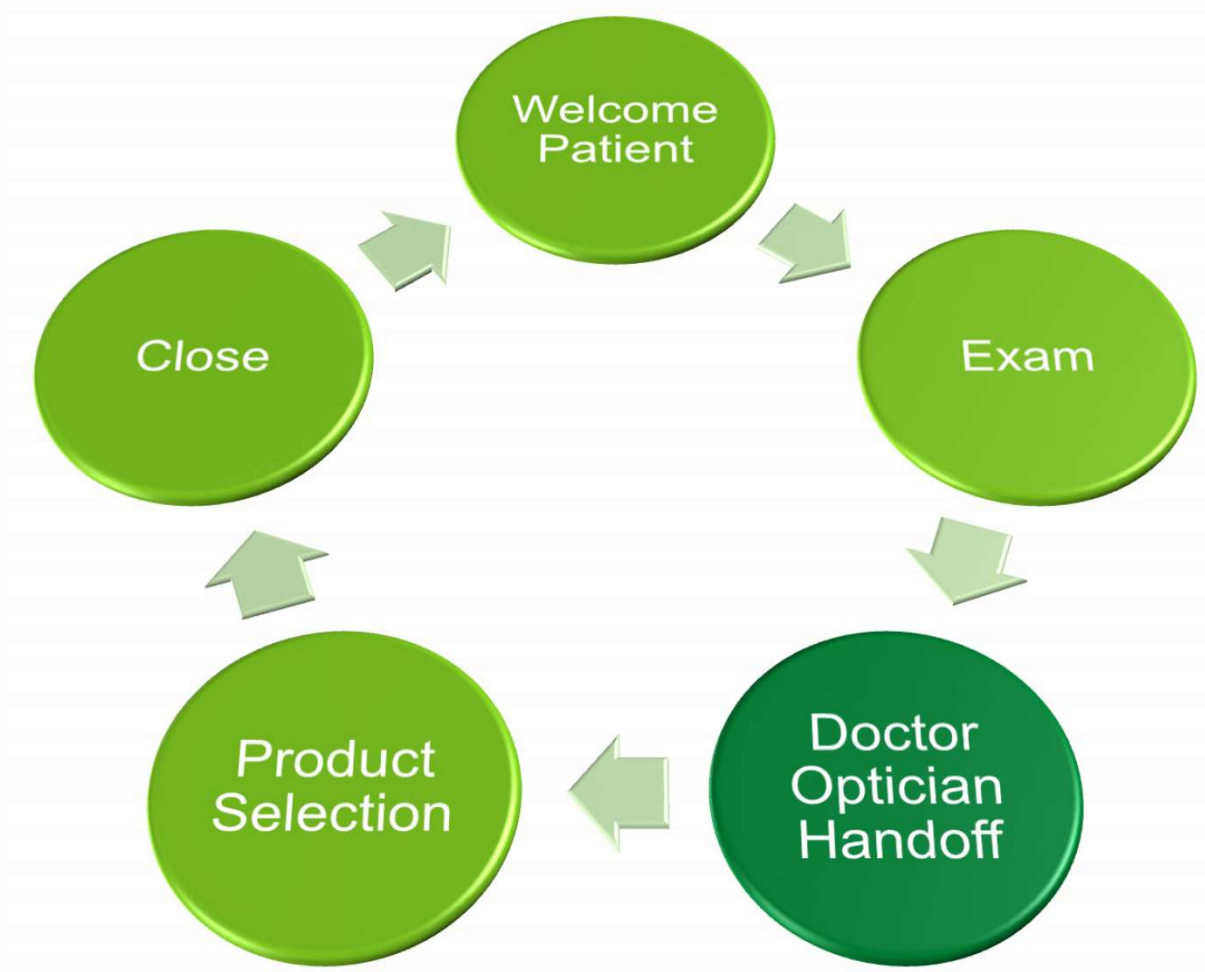 Welcome
Patient
Exam
Doctor
Optician
Handoff
Product
Selection
Close